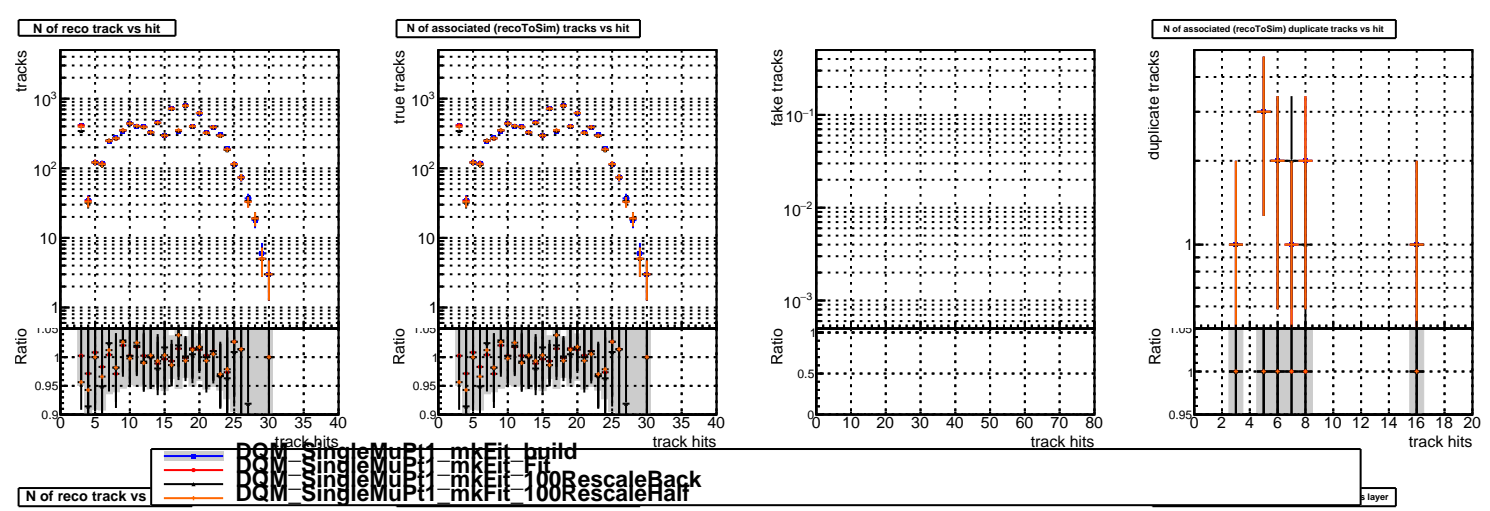 N of reco track vs hit
N of associated (recoToSim) tracks vs hit
N of associated (recoToSim) duplicate tracks vs hit
tracks
10³
10²
10
1
Ratio
1.05
1
0.95
0.9
0 5 10 15 20 25 30 35 40
track hits
true tracks
10³
10²
10
1
Ratio
1.05
1
0.95
0.9
0 5 10 15 20 25 30 35 40
track hits
fake tracks
10⁻¹
10⁻²
10⁻³
Ratio
1
0.5
0
0 10 20 30 40 50 60 70 80
track hits
duplicate tracks
1
Ratio
1.05
1
0.95
0 2 4 6 8 10 12 14 16 18 20
track hits
DQM_SingleMuPt1_mkFit_build
DQM_SingleMuPt1_mkFit_Fit
DQM_SingleMuPt1_mkFit_100RescaleBack
DQM_SingleMuPt1_mkFit_100RescaleHalf
N of reco track vs
s layer